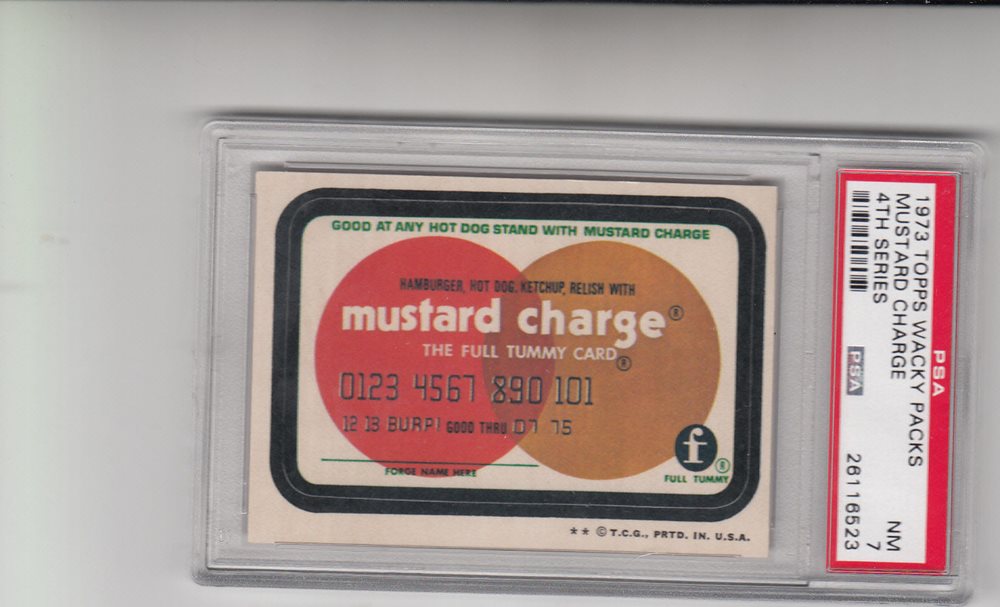 GOOD AT ANY HOT DOG STAND WITH MUSTARD CHARGE
HAMBURGER, HOT DOG, KETCHUP, RELISH WITH
mustard charge®
THE FULL TUMMY CARD®
0123 4567 890 101
12 13 BURP! GOOD THRU 07 75
FORGE NAME HERE
f®
FULL TUMMY
** © T.C.G., PRTD. IN. U.S.A.
PSA
1973 TOPPS WACKY PACKS
MUSTARD CHARGE
4TH SERIES
PSA
NM
7
26116523